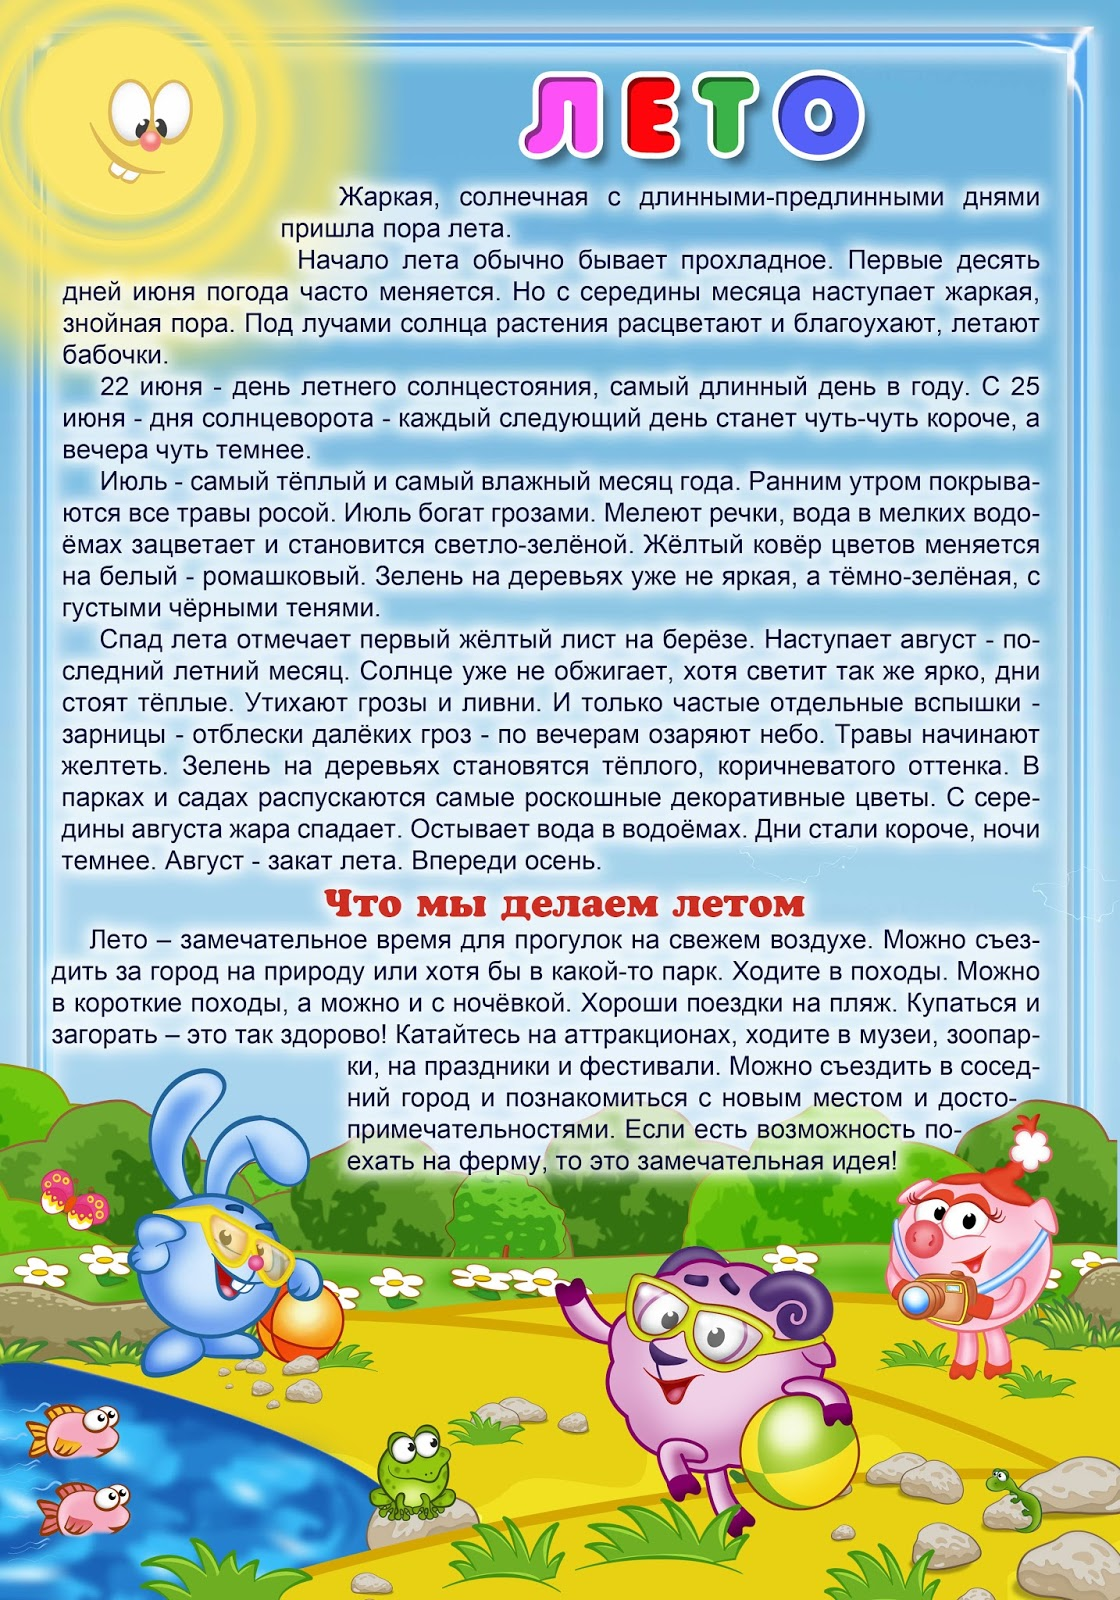 ЛЕТО
Жаркая, солнечная с длинными-предлинными днями
пришла пора лета.
Начало лета обычно бывает прохладное. Первые десять
дней июня погода часто меняется. Но с середины месяца наступает жаркая,
знойная пора. Под лучами солнца растения расцветают и благоухают, летают
бабочки.
22 июня - день летнего солнцестояния, самый длинный день в году. С 25
июня - дня солнцеворота - каждый следующий день станет чуть-чуть короче, а
вечера чуть темнее.
Июль - самый тёплый и самый влажный месяц года. Ранним утром покрыва-
ются все травы росой. Июль богат грозами. Мелеют речки, вода в мелких водо-
ёмах зацветает и становится светло-зелёной. Жёлтый ковёр цветов меняется
на белый - ромашковый. Зелень на деревьях уже не яркая, а тёмно-зелёная, с
густыми чёрными тенями.
Спад лета отмечает первый жёлтый лист на берёзе. Наступает август - по-
следний летний месяц. Солнце уже не обжигает, хотя светит так же ярко, дни
стоят тёплые. Утихают грозы и ливни. И только частые отдельные вспышки -
зарницы - отблески далёких гроз - по вечерам озаряют небо. Травы начинают
желтеть. Зелень на деревьях становятся тёплого, коричневатого оттенка. В
парках и садах распускаются самые роскошные декоративные цветы. С сере-
дины августа жара спадает. Остывает вода в водоёмах. Дни стали короче, ночи
темнее. Август - закат лета. Впереди осень.
Что мы делаем летом
Лето – замечательное время для прогулок на свежем воздухе. Можно съез-
дить за город на природу или хотя бы в какой-то парк. Ходите в походы. Можно
в короткие походы, а можно и с ночёвкой. Хороши поездки на пляж. Купаться и
загорать – это так здорово! Катайтесь на аттракционах, ходите в музеи, зоопар-
ки, на праздники и фестивали. Можно съездить в сосед-
ний город и познакомиться с новым местом и досто-
примечательностями. Если есть возможность по-
ехать на ферму, то это замечательная идея!